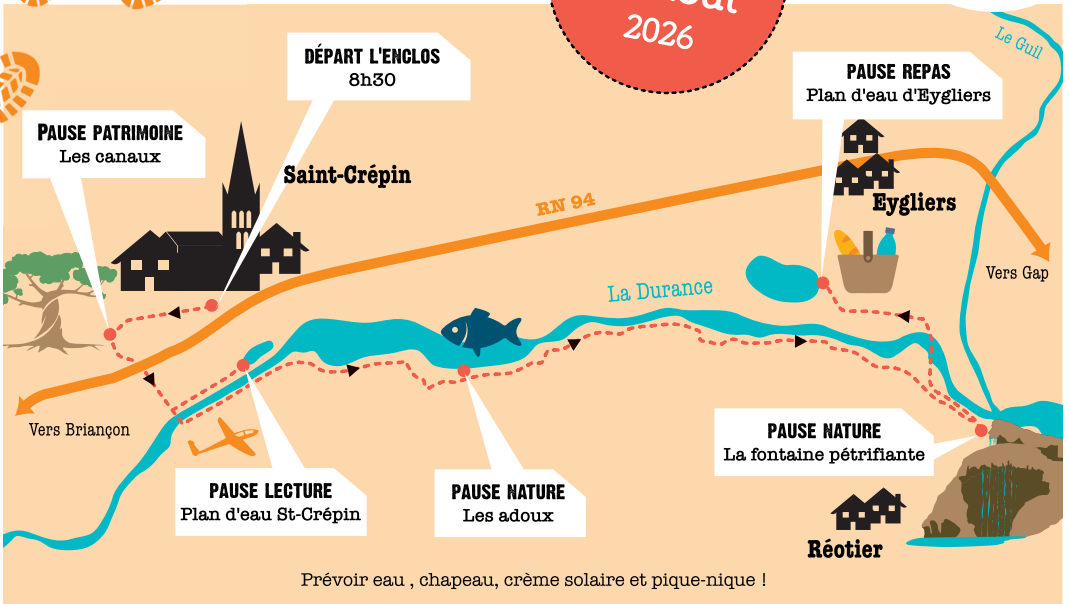 2026
Le Guil
DÉPART L'ENCLOS
8h30
PAUSE REPAS
Plan d'eau d'Eygliers
PAUSE PATRIMOINE
Les canaux
Saint-Crépin
RN 94
Eygliers
Vers Gap
La Durance
Vers Briançon
PAUSE NATURE
La fontaine pétrifiante
PAUSE LECTURE
Plan d'eau St-Crépin
PAUSE NATURE
Les adoux
Réotier
Prévoir eau , chapeau, crème solaire et pique-nique !